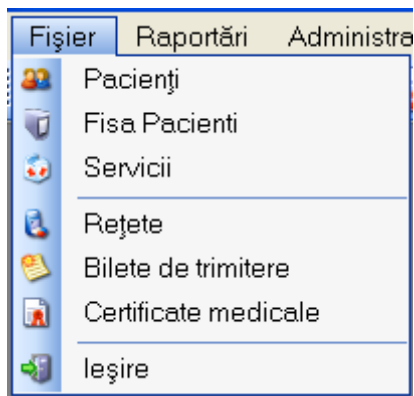 Fişier Raportări Administra
Pacienţi
Fisa Pacienti
Servicii
Reţete
Bilete de trimitere
Certificate medicale
Ieşire